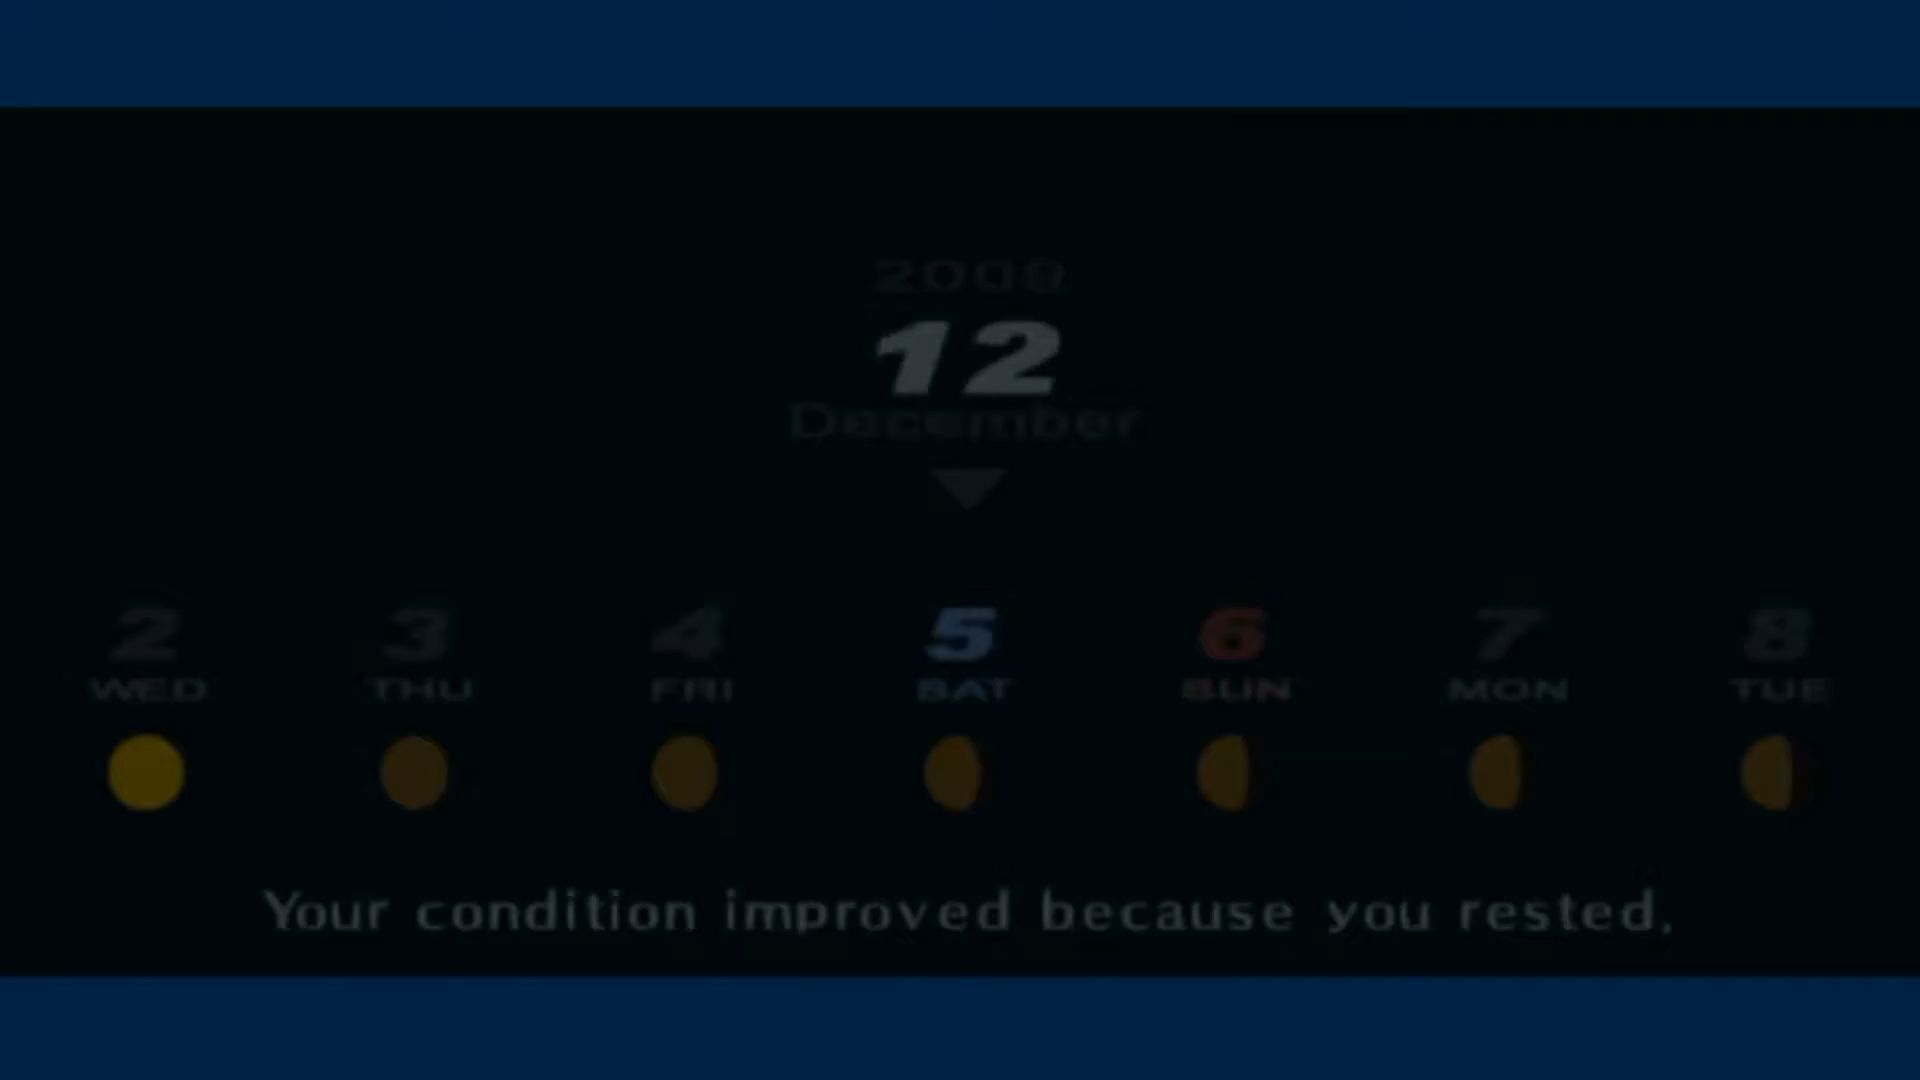 2009
12
December
2 3 4 5 6 7 8
WED THU FRI SAT SUN MON TUE
Your condition improved because you rested.